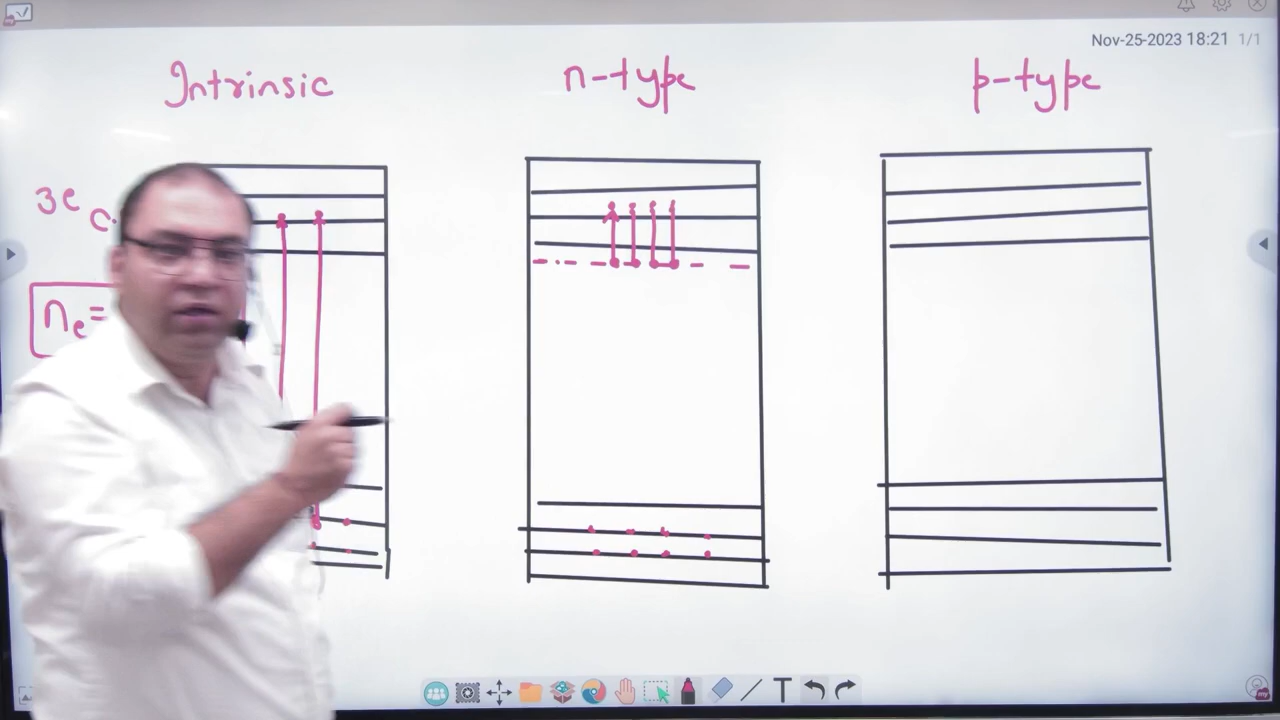 Nov-25-2023 18:21 1/1
Intrinsic
n-type
p-type
3e
nₑ=
T